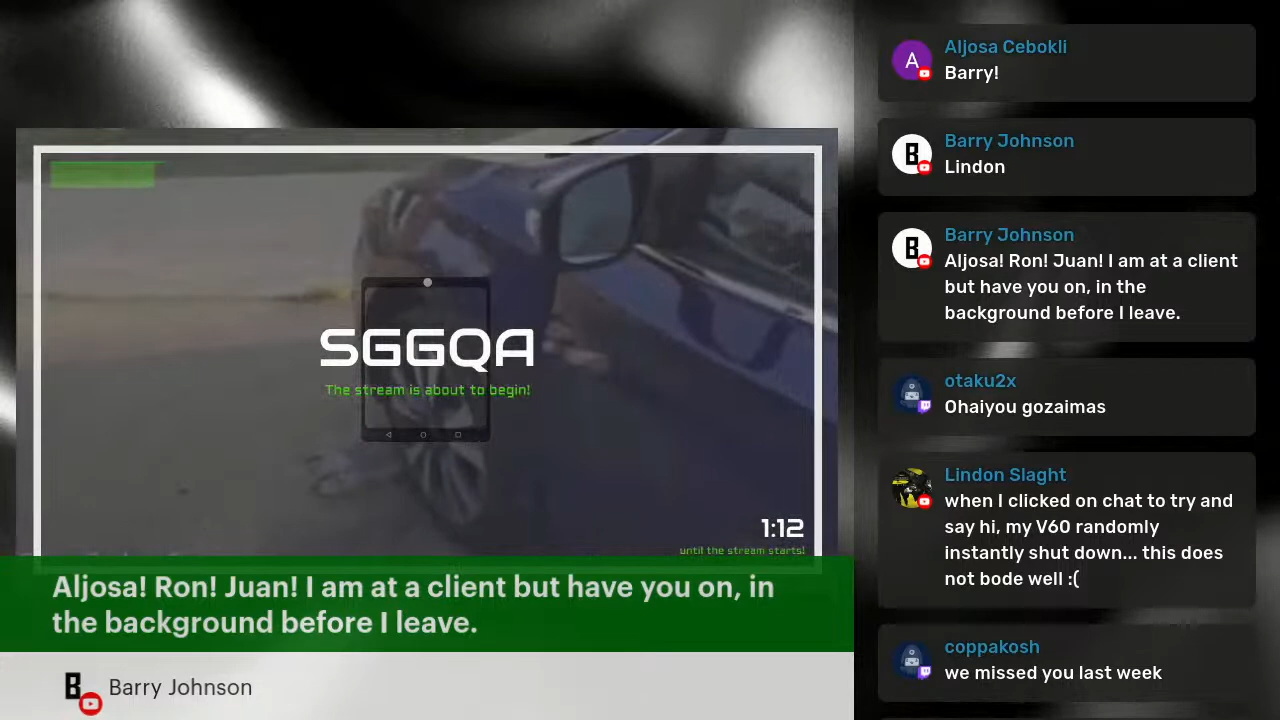 SGGQA
The stream is about to begin!
1:12
until the stream starts!
Aljosa! Ron! Juan! I am at a client but have you on, in
the background before I leave.
B
Barry Johnson
A
Aljosa Cebokli
Barry!
B
Barry Johnson
Lindon
B
Barry Johnson
Aljosa! Ron! Juan! I am at a client
but have you on, in the
background before I leave.
otaku2x
Ohaiyou gozaimas
Lindon Slaght
when I clicked on chat to try and
say hi, my V60 randomly
instantly shut down... this does
not bode well :(
coppakosh
we missed you last week